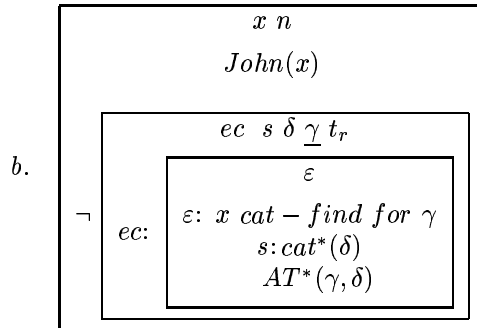 x n
John(x)
ec s δ γ t_r
b.
ε
¬ ec: ε: x cat − find for γ
s: cat*(δ)
AT*(γ, δ)